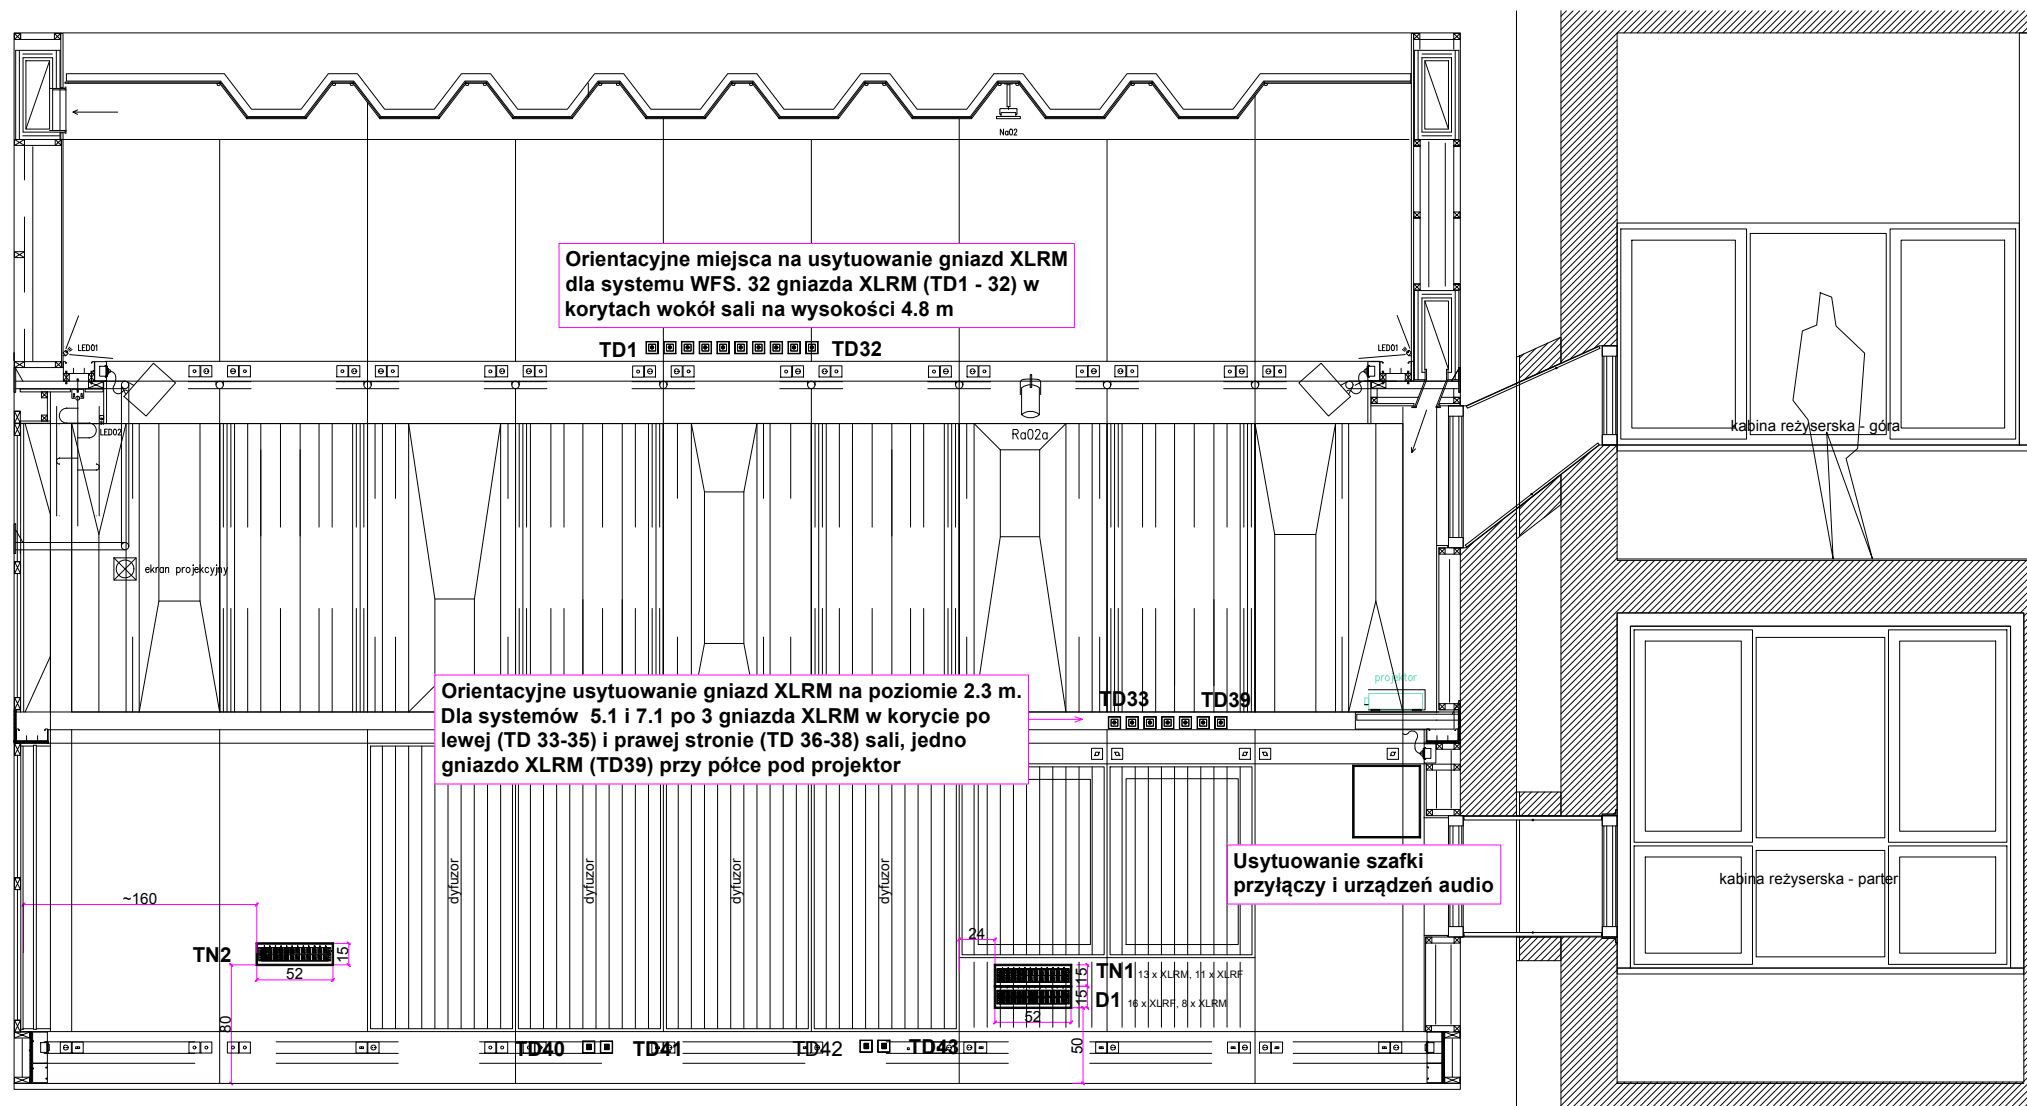 Na02
Orientacyjne miejsca na usytuowanie gniazd XLRM
dla systemu WFS. 32 gniazda XLRM (TD1 - 32) w
korytach wokół sali na wysokości 4.8 m
TD1
TD32
LED01
LED01
LED02
Ra02a
kabina reżyserska - góra
ekran projekcyjny
projektor
Orientacyjne usytuowanie gniazd XLRM na poziomie 2.3 m.
Dla systemów 5.1 i 7.1 po 3 gniazda XLRM w korycie po
lewej (TD 33-35) i prawej stronie (TD 36-38) sali, jedno
gniazdo XLRM (TD39) przy półce pod projektor
TD33
TD39
Usytuowanie szafki
przyłączy i urządzeń audio
kabina reżyserska - parter
dyfuzor
dyfuzor
dyfuzor
dyfuzor
~160
TN2
15
52
80
24
15
TN1 13 x XLRM, 11 x XLRF
15
D1 16 x XLRF, 8 x XLRM
52
50
TD40
TD41
TD42
TD43